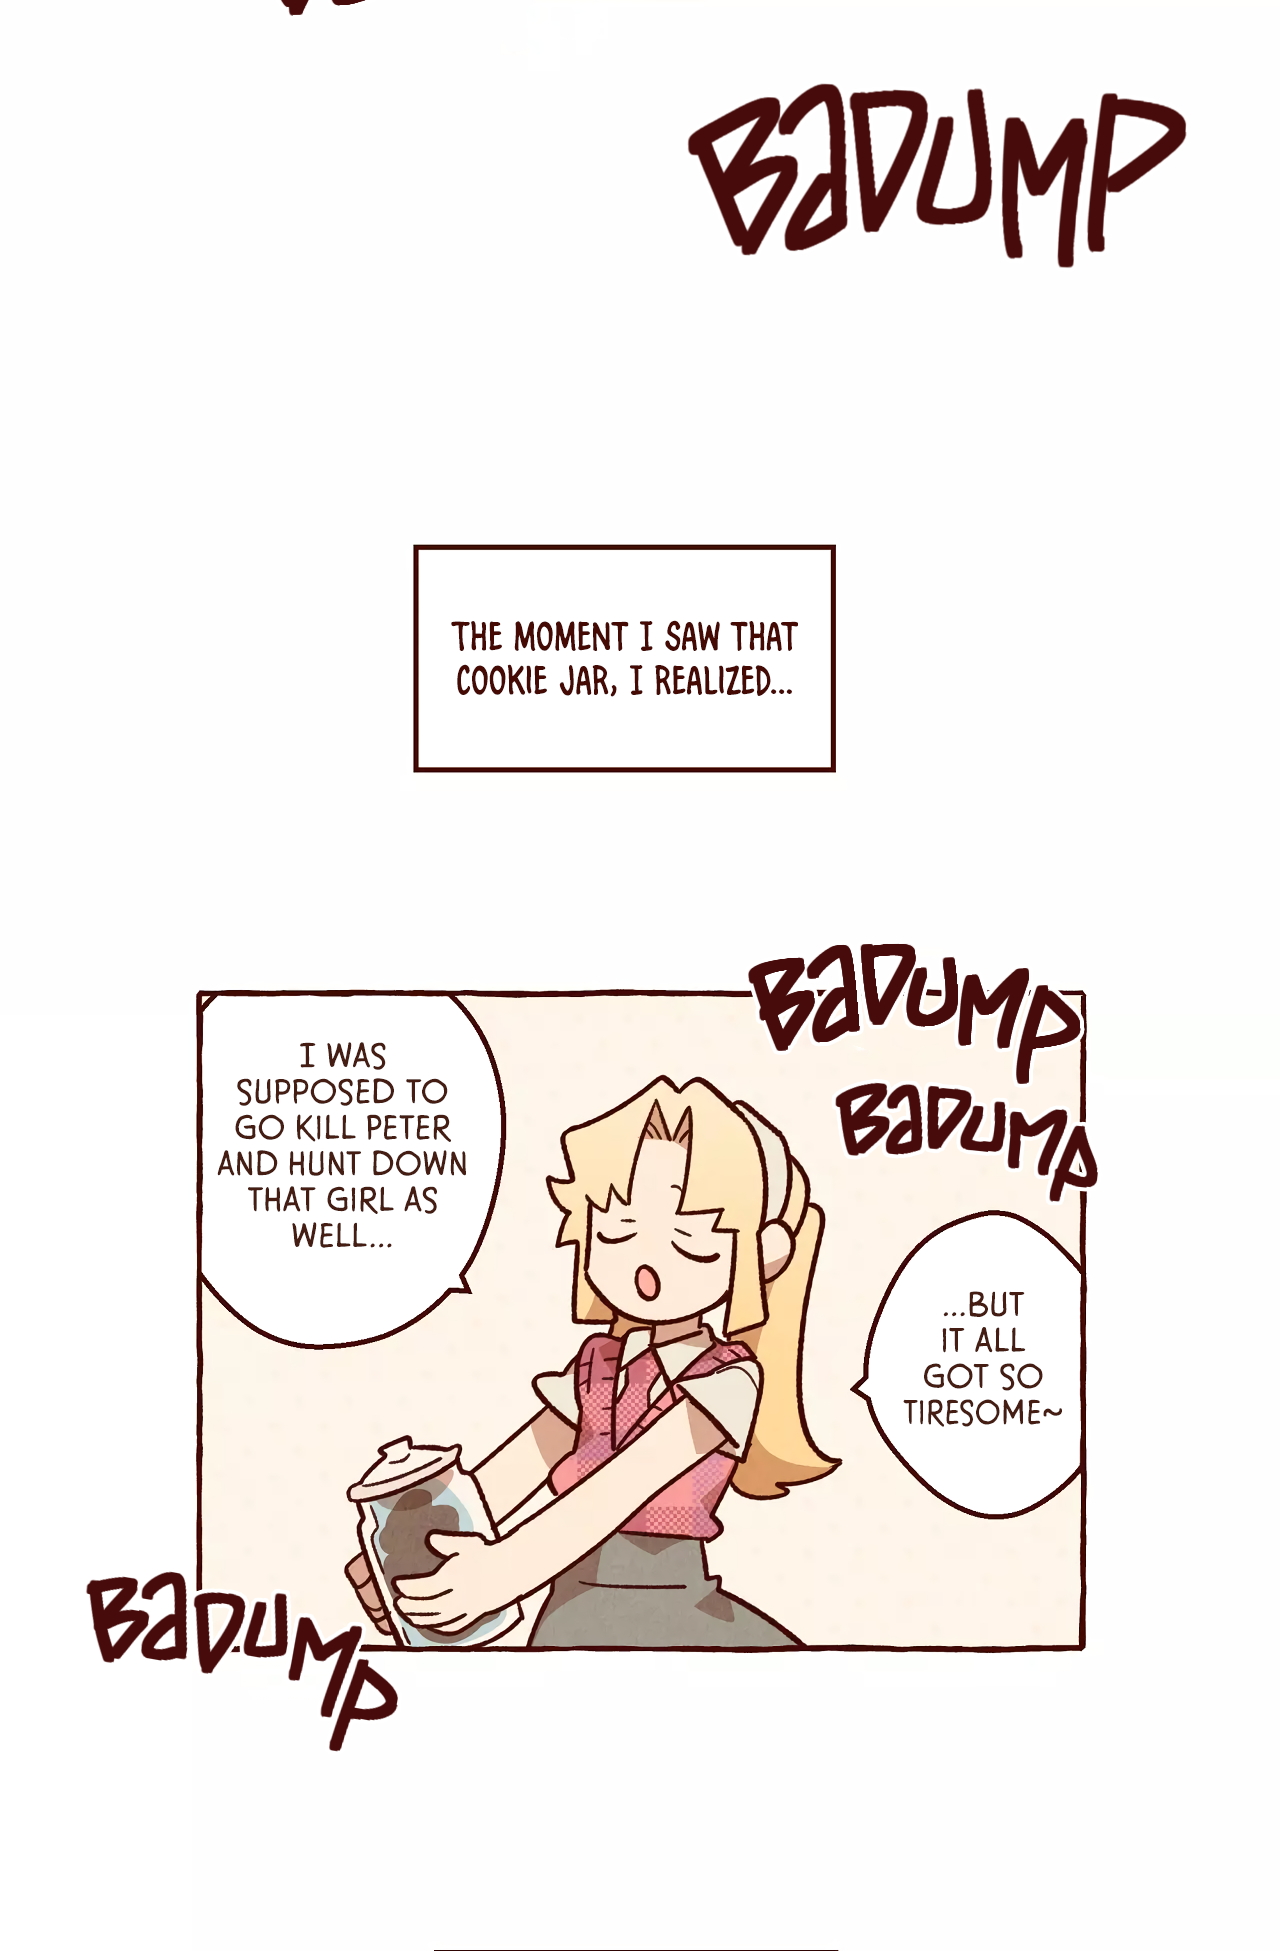 BADUMP
THE MOMENT I SAW THAT
COOKIE JAR, I REALIZED...
BADUMP
BADUMP
I WAS
SUPPOSED TO
GO KILL PETER
AND HUNT DOWN
THAT GIRL AS
WELL...
...BUT
IT ALL
GOT SO
TIRESOME~
BADUMP